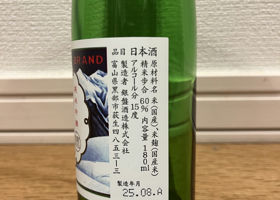 BRAND
品目 日本酒
原材料名 米(国産)、米麹(国産米)
精米歩合 60% 内容量 180ml
アルコール分 15度
製造者 銀盤酒造株式会社
富山県黒部市荻生四八五三-三
製造年月
25.08.A